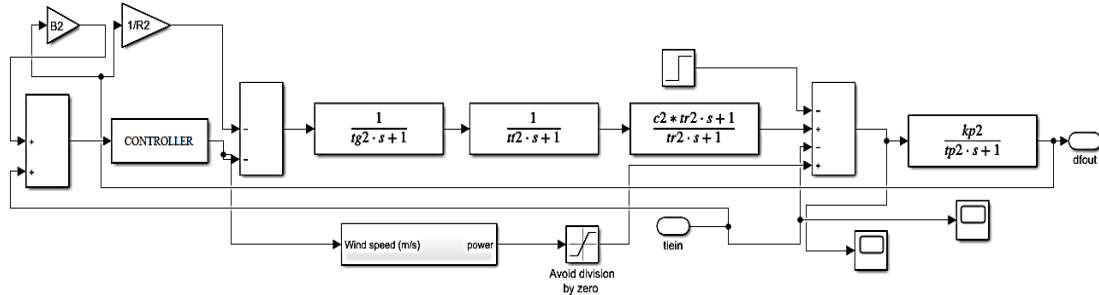 B2
1/R2
+
+
CONTROLLER
-
-
1
tg2 · s + 1
1
tt2 · s + 1
c2 * tr2 · s + 1
tr2 · s + 1
-
+
-
+
kp2
tp2 · s + 1
dfout
tiein
Wind speed (m/s) power
Avoid division
by zero